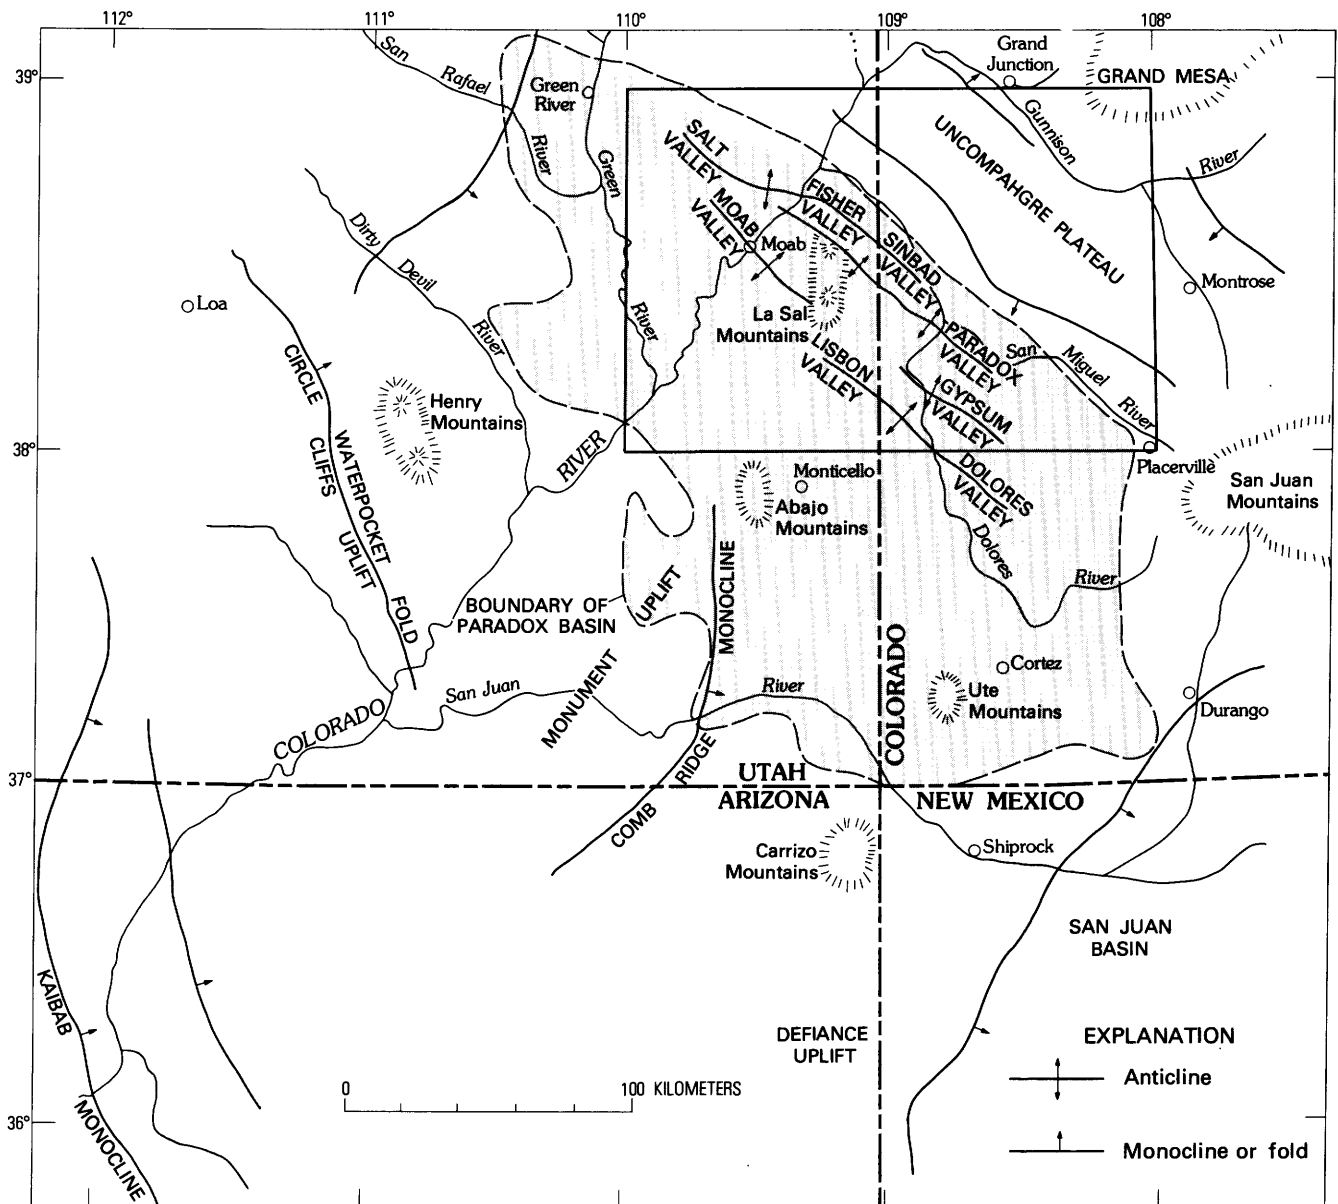 112°
111°
110°
109°
108°
39°
38°
37°
36°
San
Rafael
River
Green
River
Green
River
Grand
Junction
GRAND MESA
Gunnison
River
UNCOMPAHGRE PLATEAU
SALT
VALLEY
MOAB
VALLEY
Moab
FISHER
VALLEY
SINBAD
VALLEY
La Sal
Mountains
PARADOX
VALLEY
San
Miguel
River
LISBON
VALLEY
GYPSUM
VALLEY
DOLORES
VALLEY
Montrose
Placerville
San Juan
Mountains
Dirty
Devil
River
Loa
CIRCLE
CLIFFS
UPLIFT
WATERPOCKET
FOLD
Henry
Mountains
COLORADO
RIVER
Monticello
Abajo
Mountains
BOUNDARY OF
PARADOX BASIN
MONUMENT
UPLIFT
COMB
RIDGE
MONOCLINE
San Juan
River
Dolores
River
Cortez
Ute
Mountains
Durango
COLORADO
UTAH
ARIZONA
NEW MEXICO
Carrizo
Mountains
Shiprock
SAN JUAN
BASIN
DEFIANCE
UPLIFT
KAIBAB
MONOCLINE
0
100 KILOMETERS
EXPLANATION
Anticline
Monocline or fold